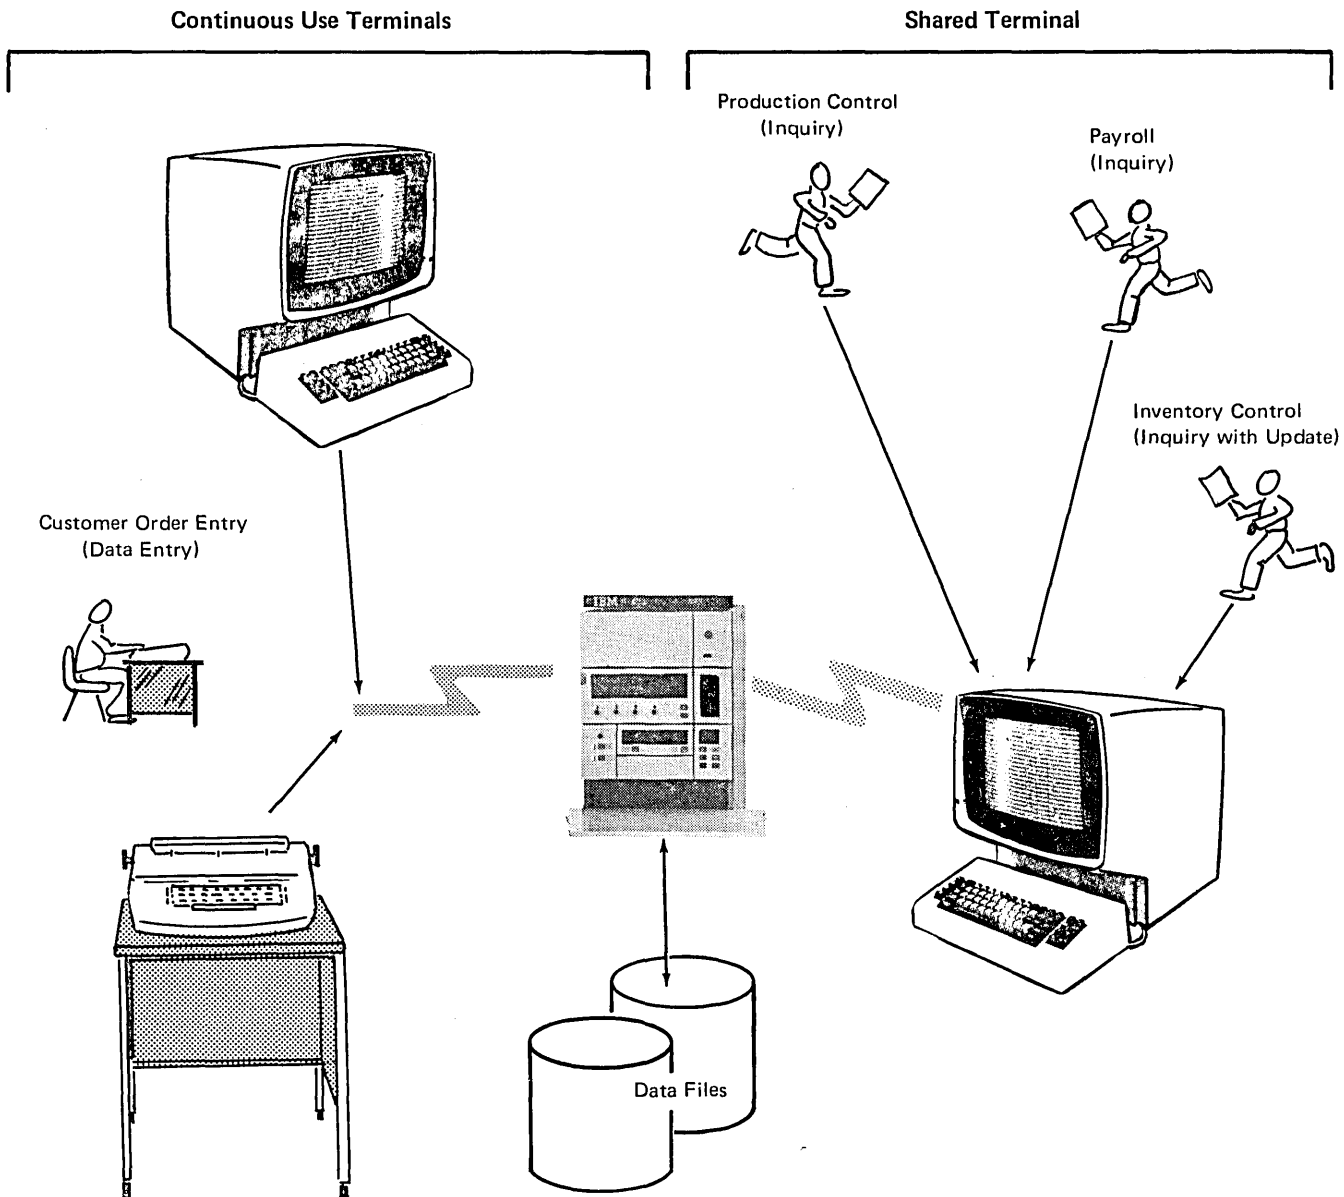 Continuous Use Terminals
Shared Terminal
Production Control
(Inquiry)
Payroll
(Inquiry)
Inventory Control
(Inquiry with Update)
Customer Order Entry
(Data Entry)
IBM
Data Files